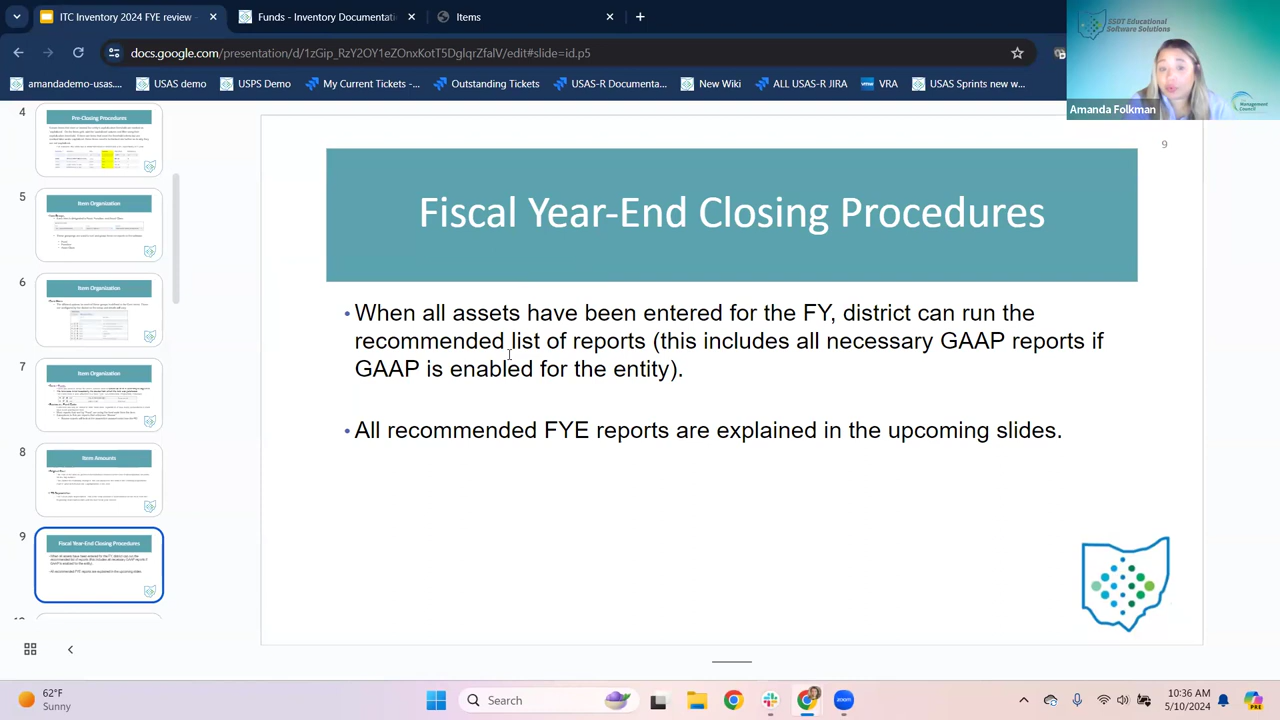 ITC Inventory 2024 FYE review -
Funds - Inventory Documentati
Items
docs.google.com/presentation/d/1zGip_RzY2QY1eZC0
amandademo-usas....
USAS demo
USPS Demo
My Current Tickets -...
Pending Tickets
USAS-R Documenta...
New Wiki
ALL USAS-R JIRA
VRA
USAS Sprints new w...
SSDT Educational
Software Solutions
Management
Council
Amanda Folkman
4
Pre-Closing Procedures
5
Item Organization
6
Item Organization
7
Item Organization
8
Item Amounts
9
Fiscal Year-End Closing Procedures
9
Fiscal Year-End Closing Procedures
• When all assets have been entered for the FY, district can run the
recommended list of reports (this includes all necessary GAAP reports if
GAAP is enabled for the entity).
• All recommended FYE reports are explained in the upcoming slides.
62°F
Sunny
Search
zoom
10:36 AM
5/10/2024
PRE